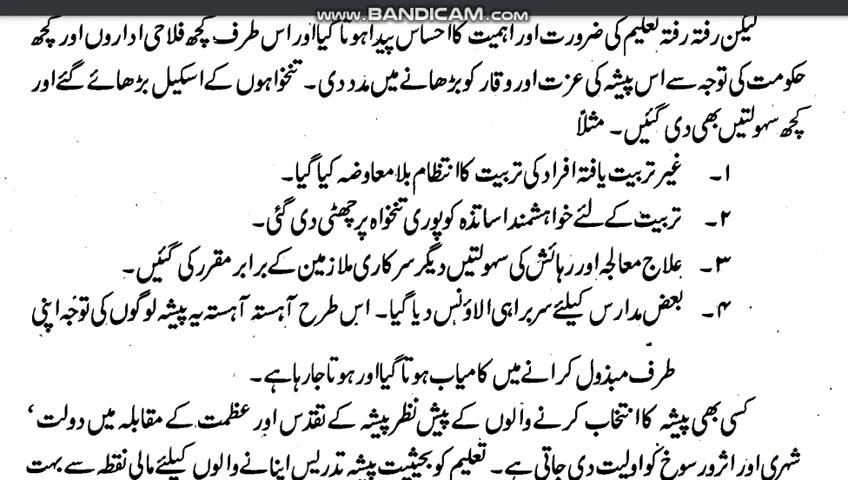 www.BANDICAM.com
لیکن رفتہ رفتہ تعلیم کی ضرورت اور اہمیت کا احساس پیدا ہوتا گیا اور اس طرف کچھ فلاحی اداروں اور کچھ
حکومت کی توجہ سے اس پیشہ کی عزت اور وقار کو بڑھانے میں مدد دی۔ تنخواہوں کے اسکیل بڑھائے گئے اور
کچھ سہولتیں بھی دی گئیں۔ مثلاً
۱۔ غیر تربیت یافتہ افراد کی تربیت کا انتظام بلا معاوضہ کیا گیا۔
۲۔ تربیت کے لئے خواہشمند اساتذہ کو پوری تنخواہ پر چھٹی دی گئی۔
۳۔ علاج معالجہ اور رہائش کی سہولتیں دیگر سرکاری ملازمین کے برابر مقرر کی گئیں۔
۴۔ بعض مدارس کیلئے سربراہی الاؤنس دیا گیا۔ اس طرح آہستہ آہستہ یہ پیشہ لوگوں کی توجہ اپنی
طرف مبذول کرانے میں کامیاب ہوتا گیا اور ہوتا جا رہا ہے۔
کسی بھی پیشہ کا انتخاب کرنے والوں کے پیش نظر پیشہ کے تقدس اور عظمت کے مقابلہ میں دولت،
شہری اور اثر و رسوخ کو اولیت دی جاتی ہے۔ تعلیم کو بحیثیت پیشہ تدریس اپنانے والوں کیلئے مالی نقطہ سے بہت